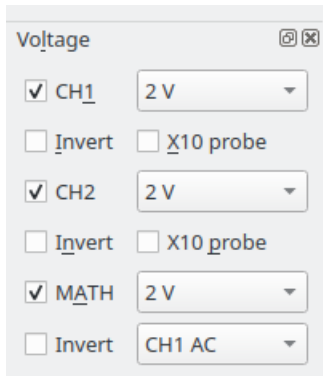 Voltage
CH1 2 V
Invert X10 probe
CH2 2 V
Invert X10 probe
MATH 2 V
Invert CH1 AC